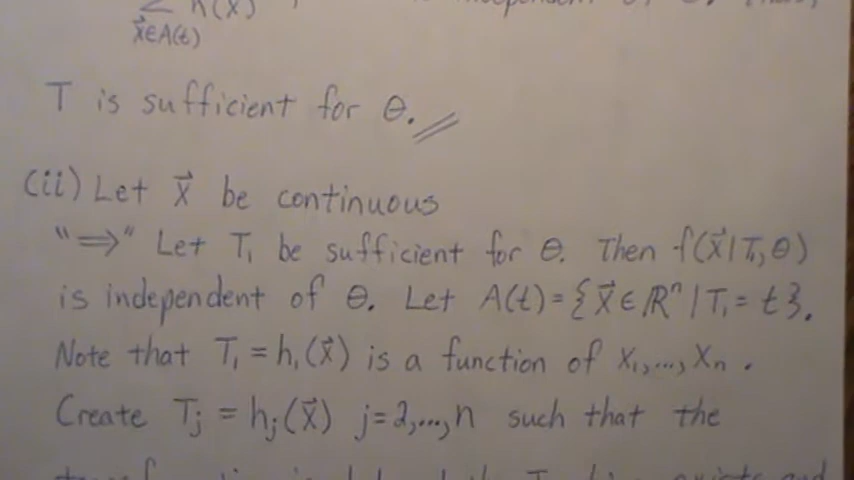 Σ h(x⃗)
x⃗∈A(t)
T is sufficient for θ.
(ii) Let x⃗ be continuous
"⇒" Let T₁ be sufficient for θ. Then f(x⃗|T₁,θ)
is independent of θ. Let A(t)={x⃗∈ℝⁿ|T₁=t}.
Note that T₁=h₁(x⃗) is a function of x₁,...,xₙ.
Create Tⱼ=hⱼ(x⃗) j=2,...,n such that the